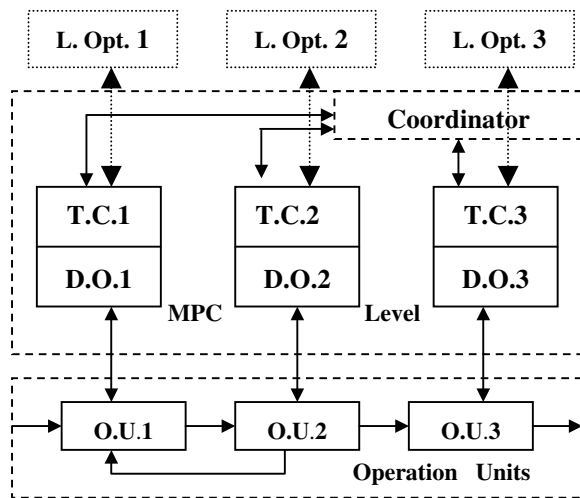 L. Opt. 1 L. Opt. 2 L. Opt. 3
Coordinator
T.C.1 T.C.2 T.C.3
D.O.1 D.O.2 D.O.3
MPC Level
O.U.1 O.U.2 O.U.3
Operation Units